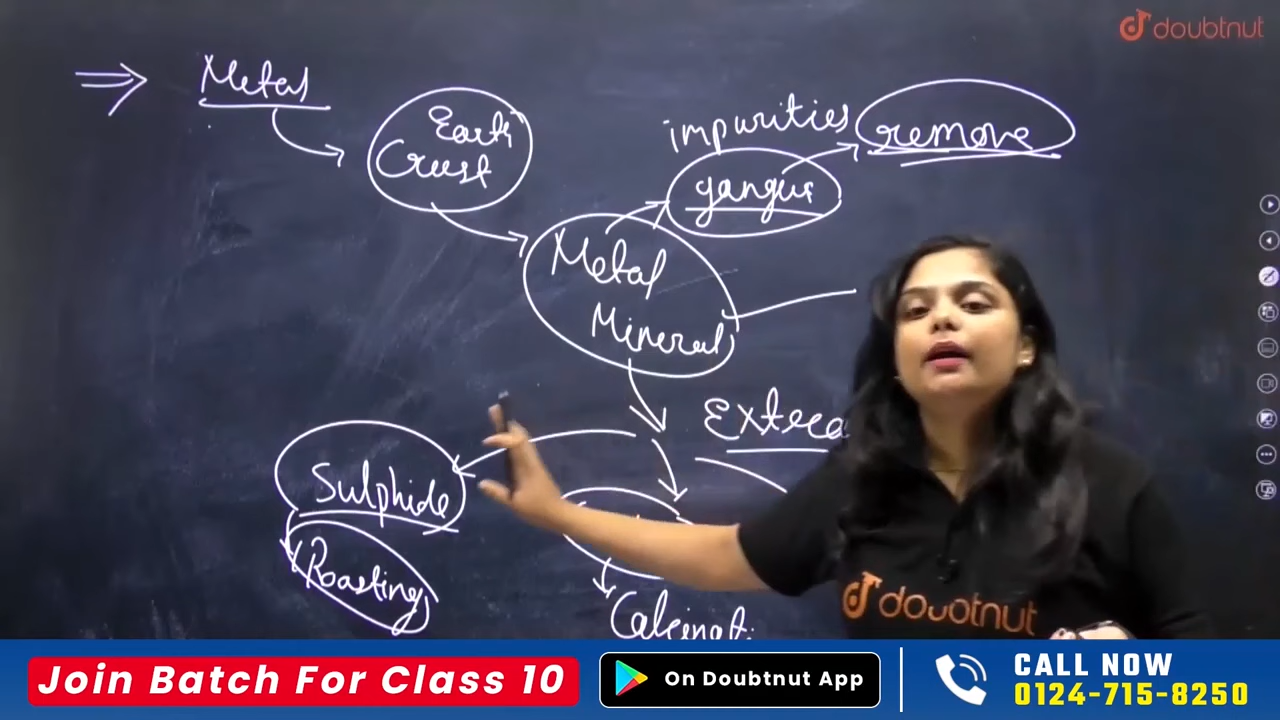 doubtnut
⇒ Metal
Earth
Crust
impurities
remove
gangue
Metal
Mineral
Sulphide
Roasting
doubtnut
Join Batch For Class 10
On Doubtnut App
CALL NOW
0124-715-8250